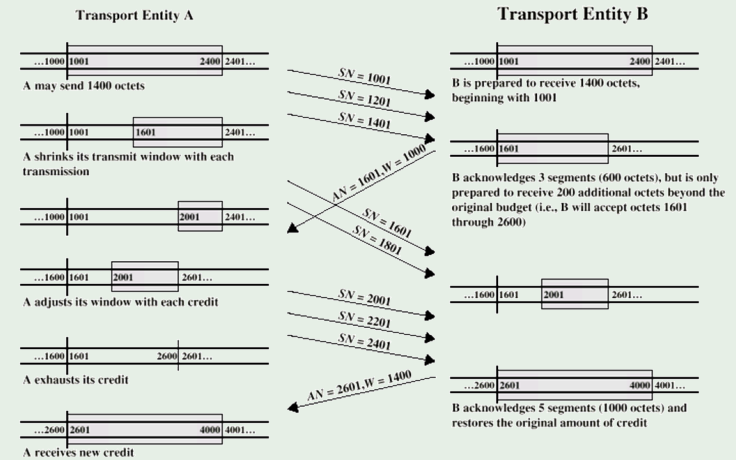 Transport Entity A
...1000 1001 2400 2401...
A may send 1400 octets
...1000 1001 1601 2401...
A shrinks its transmit window with each
transmission
...1000 1001 2001 2401...
...1600 1601 2001 2601...
A adjusts its window with each credit
...1600 1601 2600 2601...
A exhausts its credit
...2600 2601 4000 4001...
A receives new credit
SN = 1001
SN = 1201
SN = 1401
AN = 1601,W = 1000
SN = 1601
SN = 1801
SN = 2001
SN = 2201
SN = 2401
AN = 2601,W = 1400
Transport Entity B
...1000 1001 2400 2401...
B is prepared to receive 1400 octets,
beginning with 1001
...1600 1601 2601...
B acknowledges 3 segments (600 octets), but is only
prepared to receive 200 additional octets beyond the
original budget (i.e., B will accept octets 1601
through 2600)
...1600 1601 2001 2601...
...2600 2601 4000 4001...
B acknowledges 5 segments (1000 octets) and
restores the original amount of credit